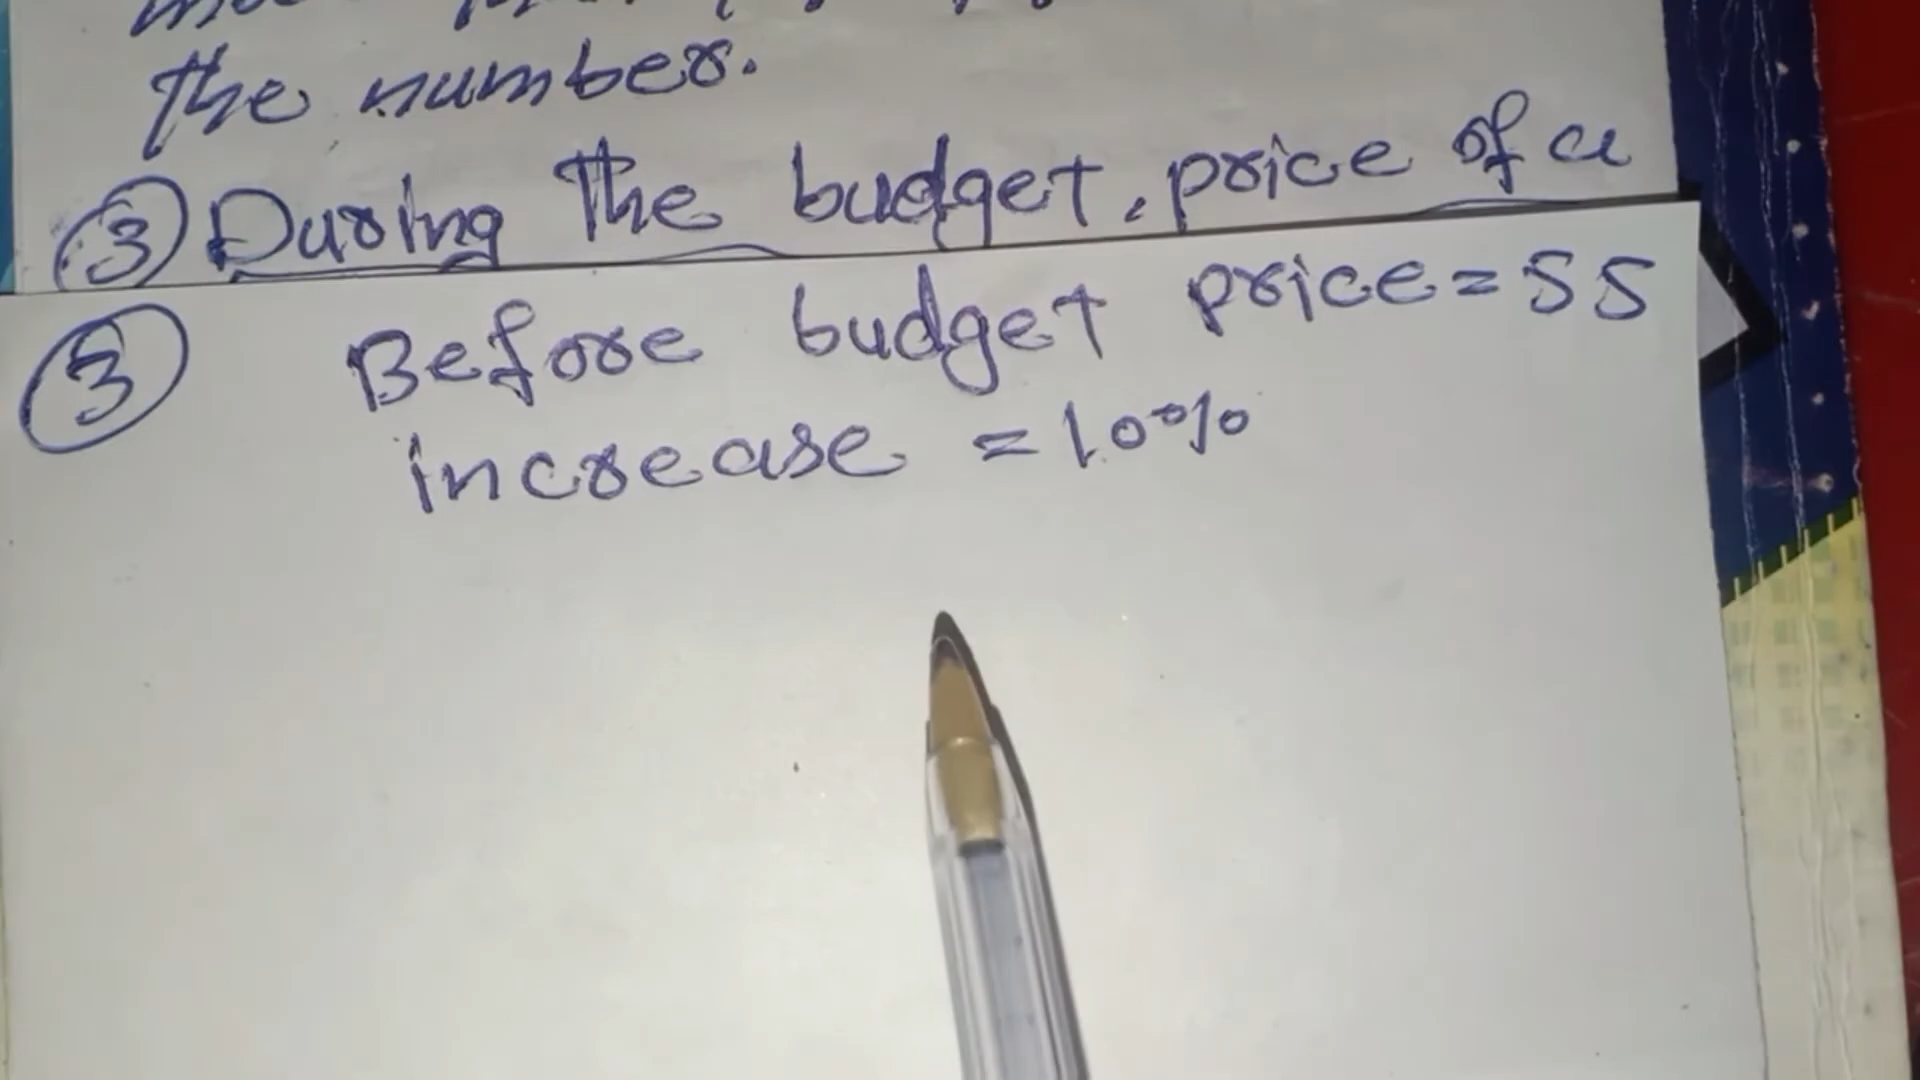 the number.
③ During the budget, price of a
③ Before budget price = 55
increase = 10%